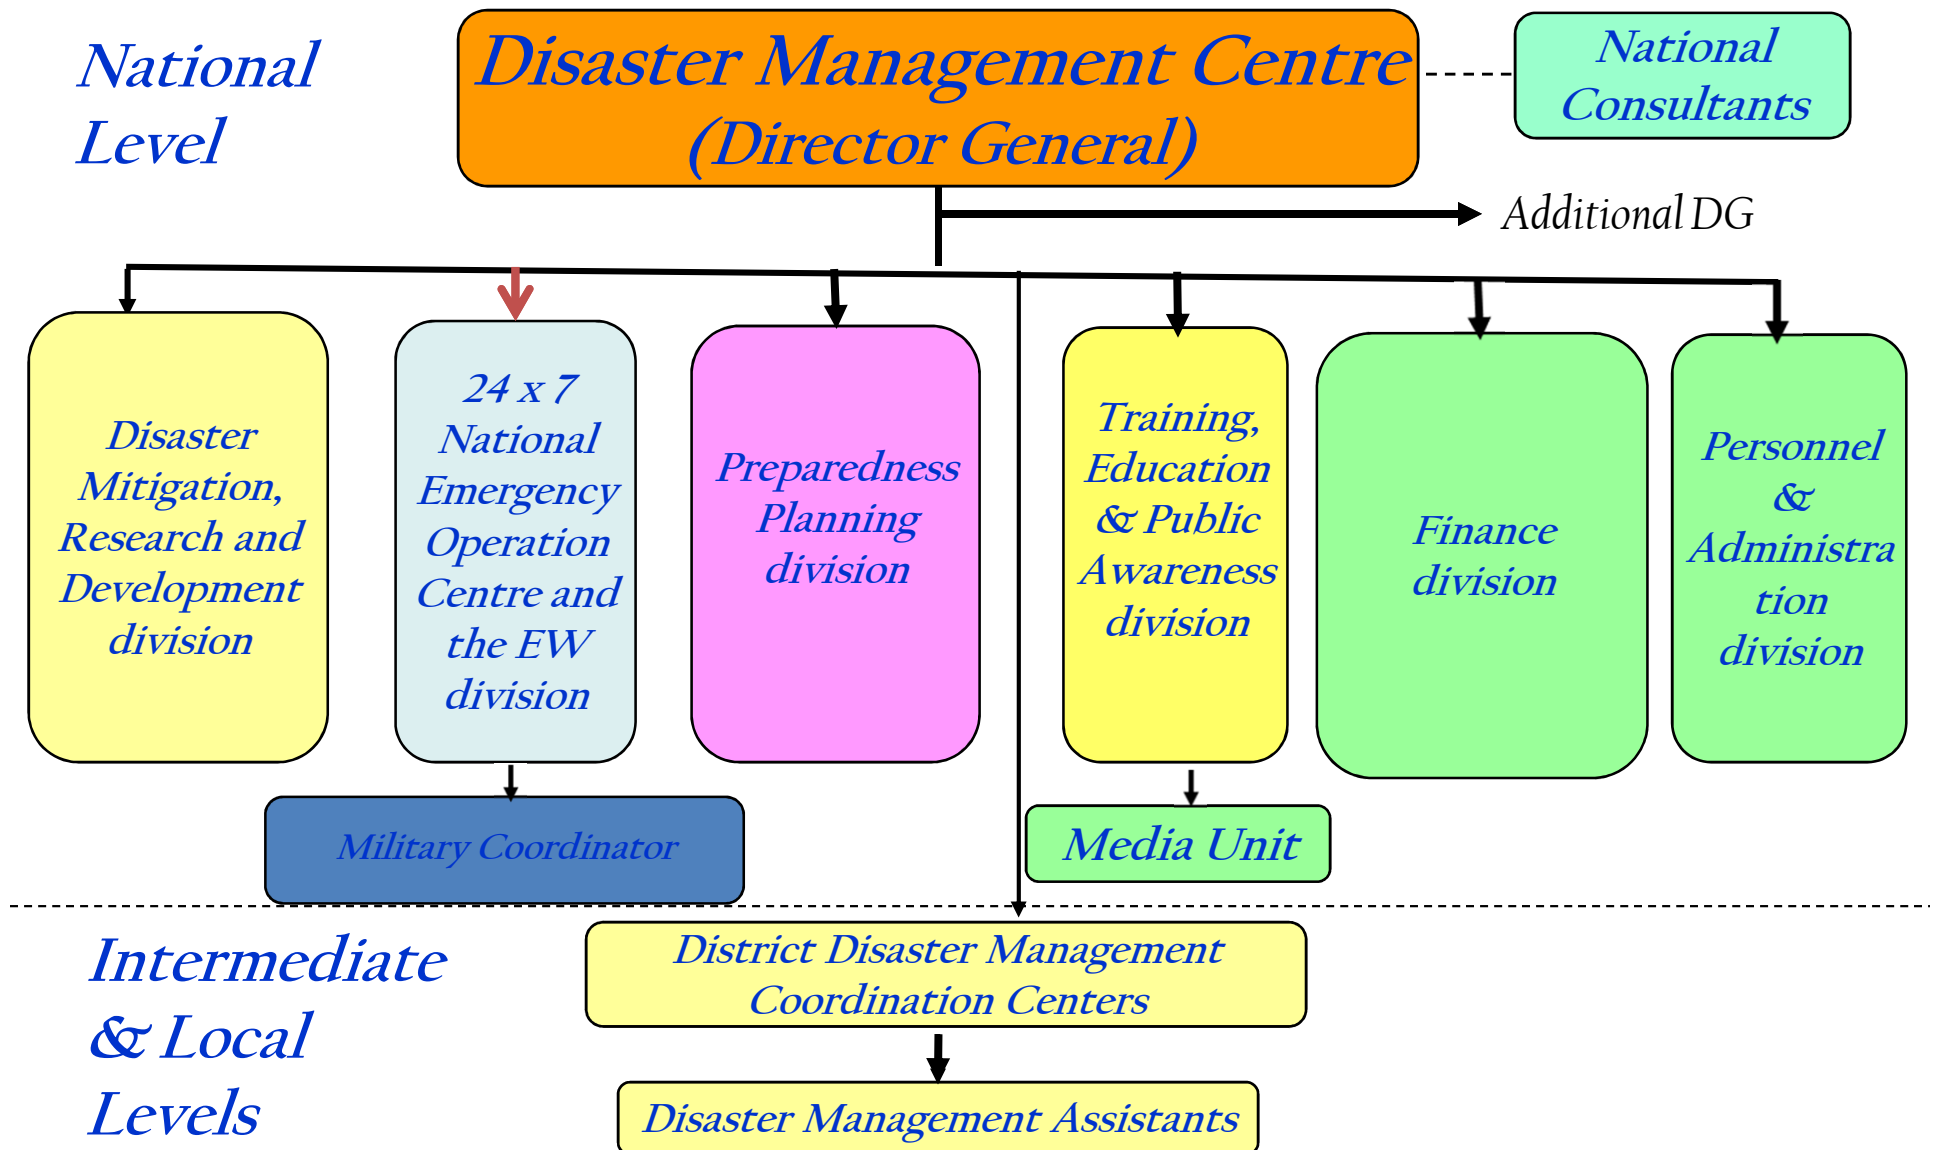 National
Level
Disaster Management Centre
(Director General)
National
Consultants
Additional DG
Disaster
Mitigation,
Research and
Development
division
24 x 7
National
Emergency
Operation
Centre and
the EW
division
Preparedness
Planning
division
Training,
Education
& Public
Awareness
division
Finance
division
Personnel
&
Administra
tion
division
Military Coordinator
Media Unit
Intermediate
& Local
Levels
District Disaster Management
Coordination Centers
Disaster Management Assistants